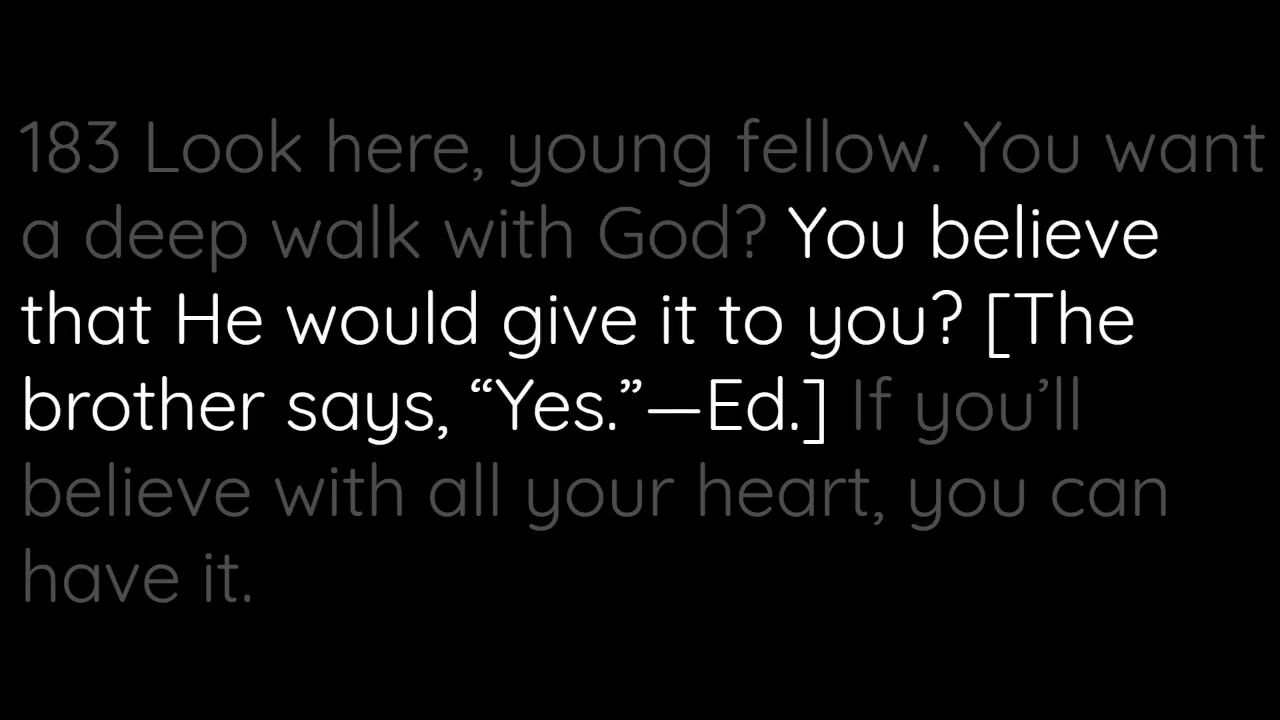 183 Look here, young fellow. You want
a deep walk with God? You believe
that He would give it to you? [The
brother says, “Yes.”—Ed.] If you’ll
believe with all your heart, you can
have it.